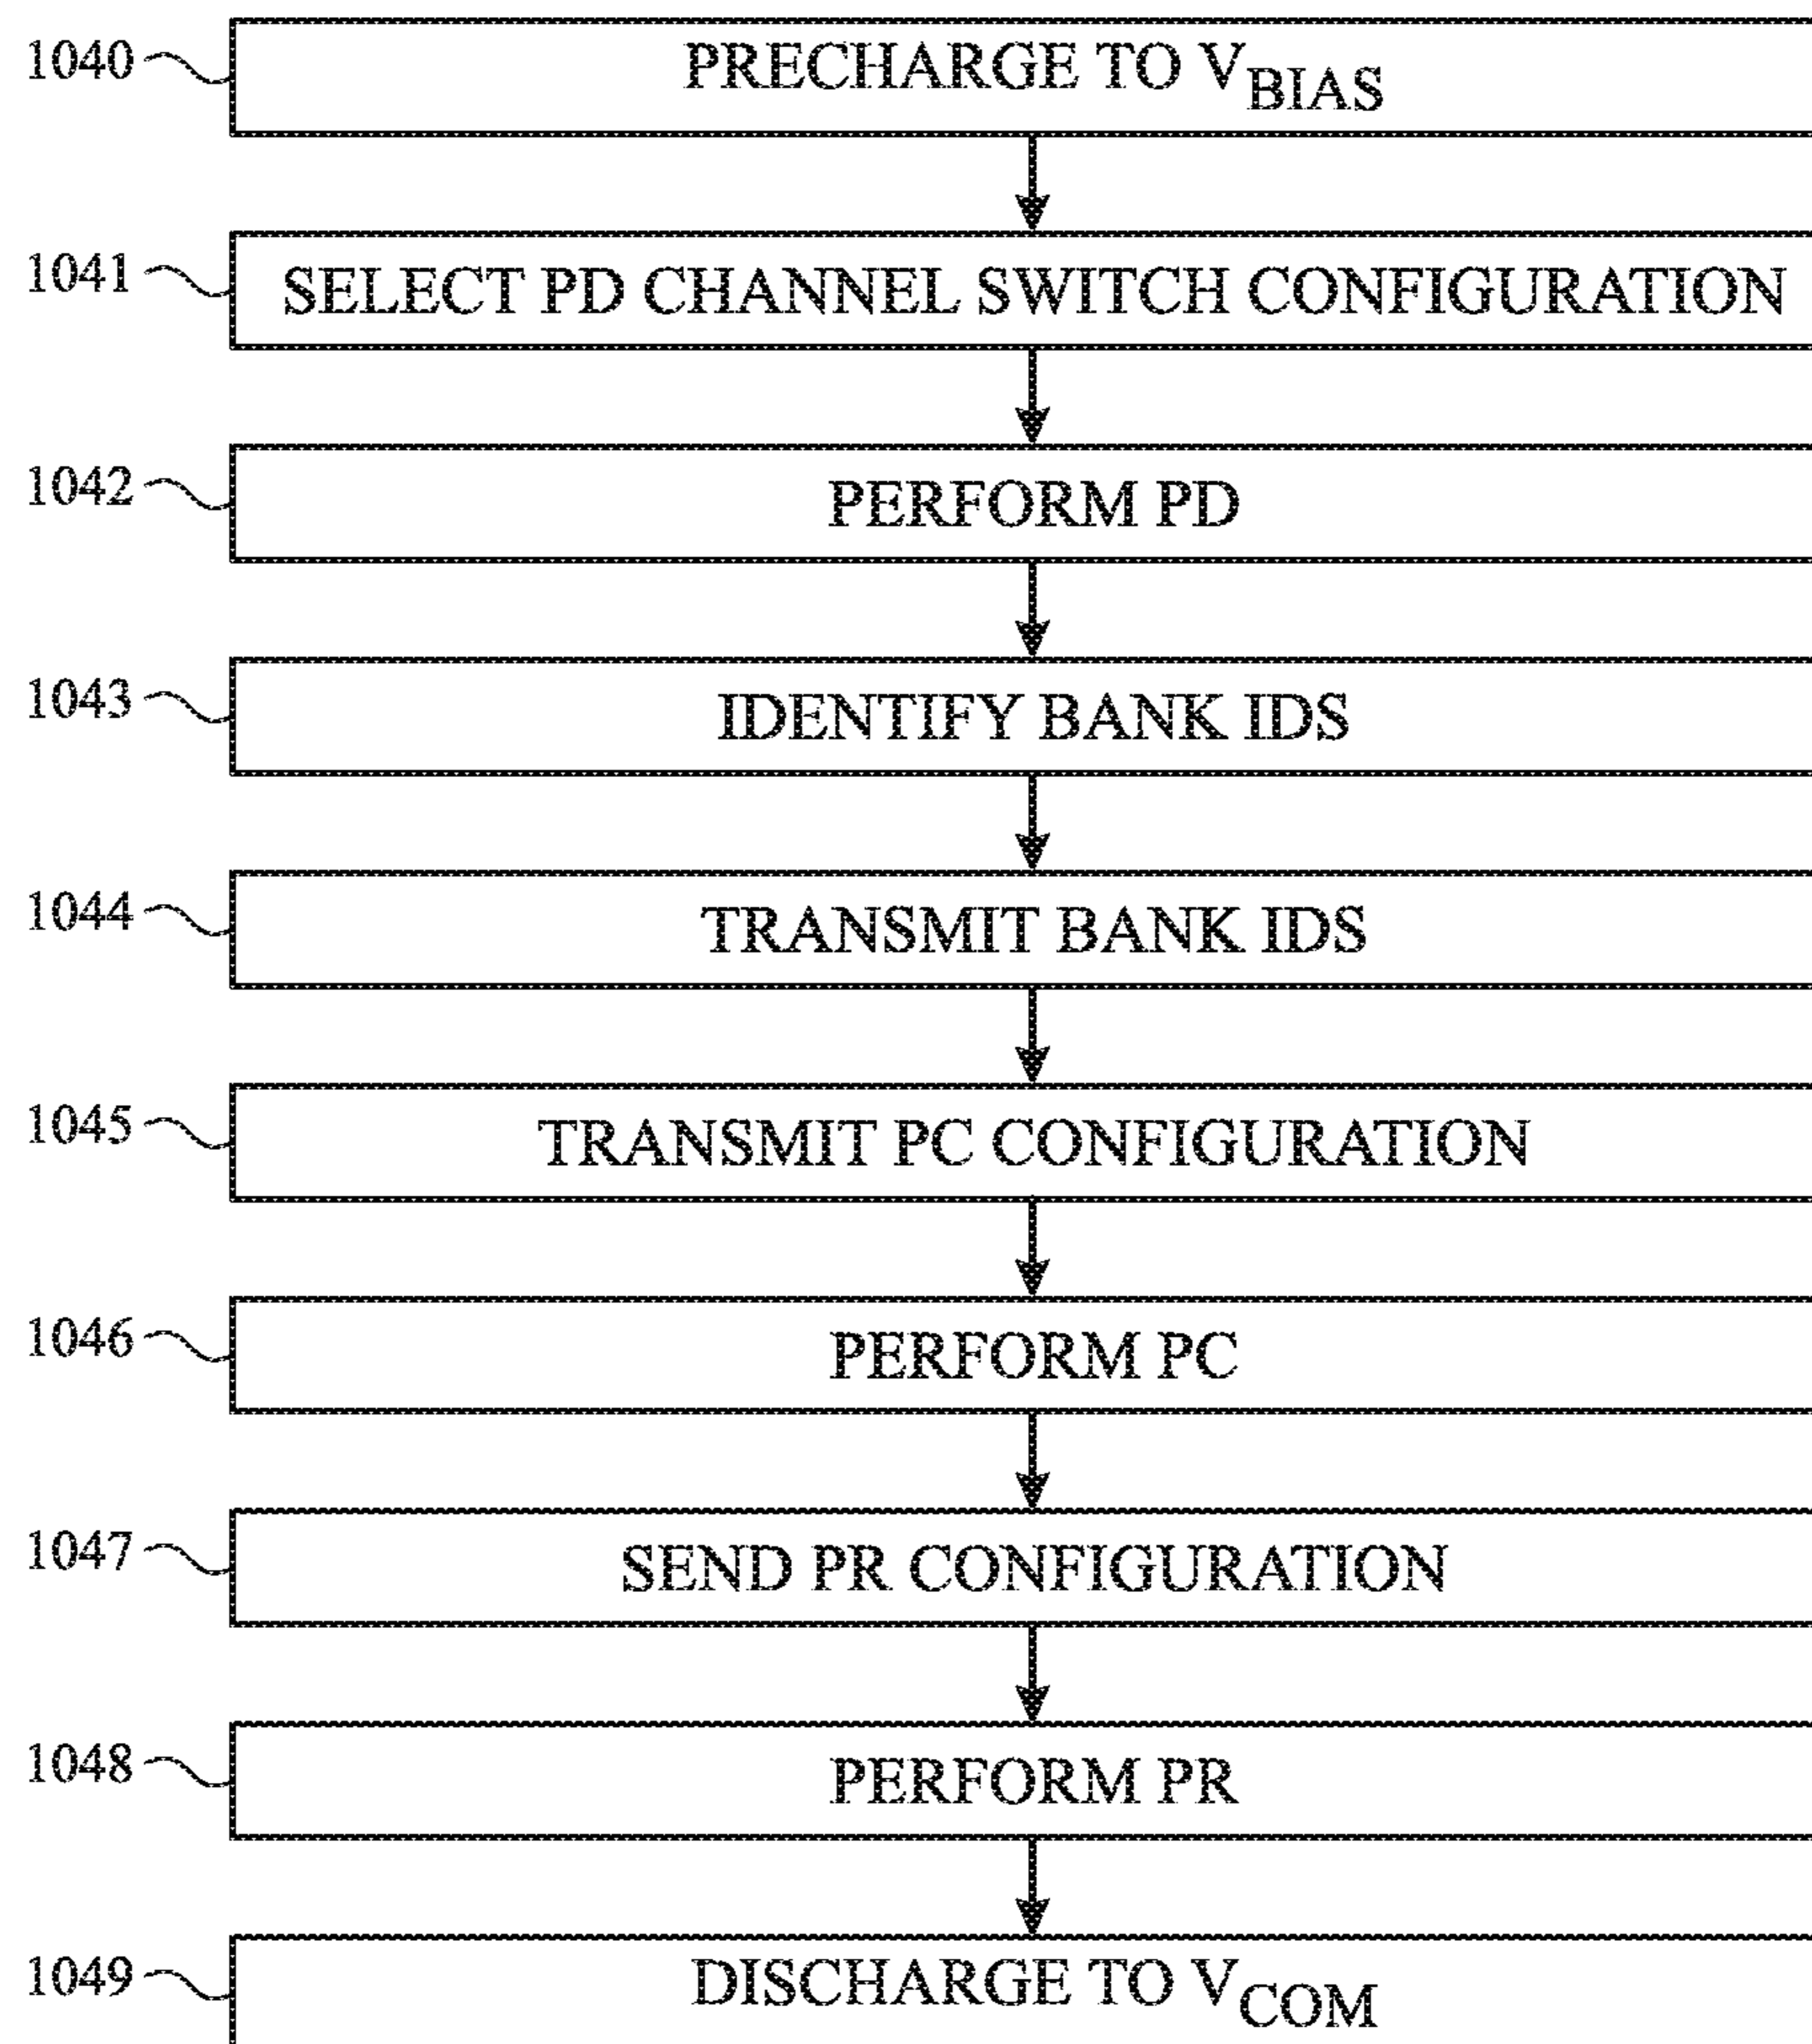 1040 PRECHARGE TO VBIAS
1041 SELECT PD CHANNEL SWITCH CONFIGURATION
1042 PERFORM PD
1043 IDENTIFY BANK IDS
1044 TRANSMIT BANK IDS
1045 TRANSMIT PC CONFIGURATION
1046 PERFORM PC
1047 SEND PR CONFIGURATION
1048 PERFORM PR
1049 DISCHARGE TO VCOM